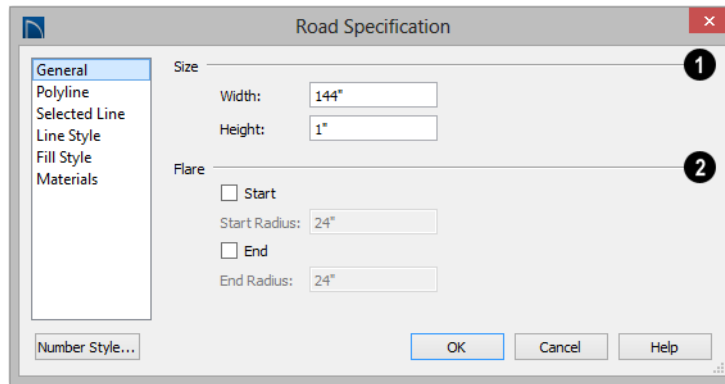 Road Specification
General
Polyline
Selected Line
Line Style
Fill Style
Materials
Size
1
Width: 144"
Height: 1"
Flare
2
Start
Start Radius: 24"
End
End Radius: 24"
Number Style...
OK
Cancel
Help